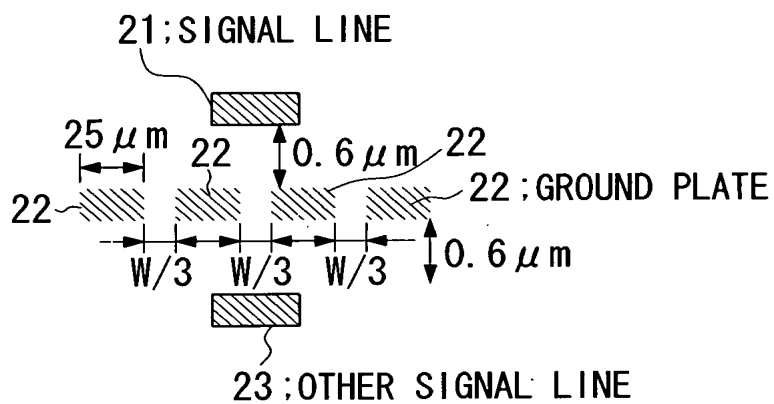 21;SIGNAL LINE
25μm
22
0.6μm
22
22
22;GROUND PLATE
W/3
W/3
W/3
0.6μm
23;OTHER SIGNAL LINE